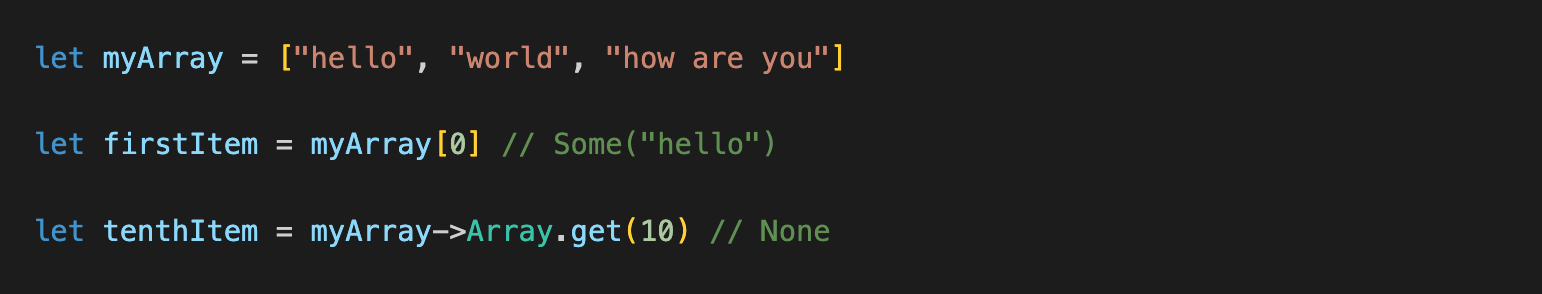 let myArray = ["hello", "world", "how are you"]
let firstItem = myArray[0] // Some("hello")
let tenthItem = myArray->Array.get(10) // None